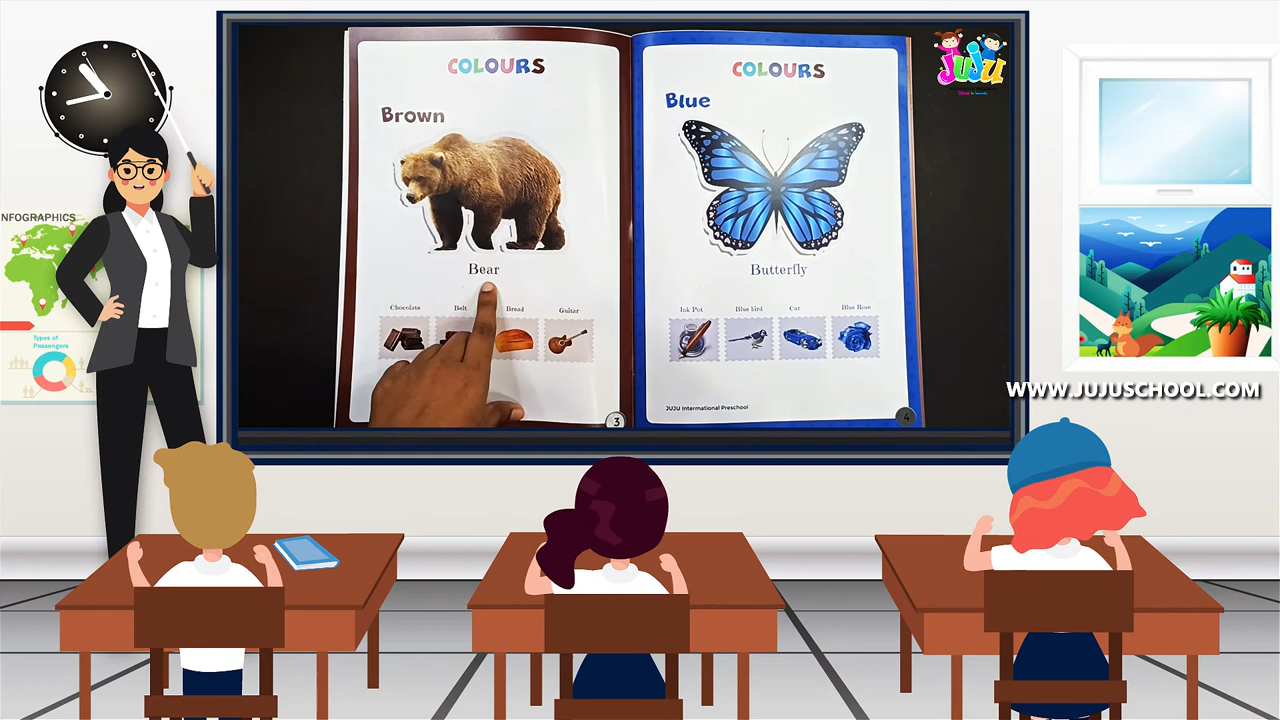 NFOGRAPHICS
Types of
Passengers
COLOURS
Brown
Bear
Chocolate Belt Bread Guitar
3
COLOURS
Blue
Butterfly
Ink Pot Blue bird Car Blue Rose
JUJU International Preschool
4
JUJU
WWW.JUJUSCHOOL.COM